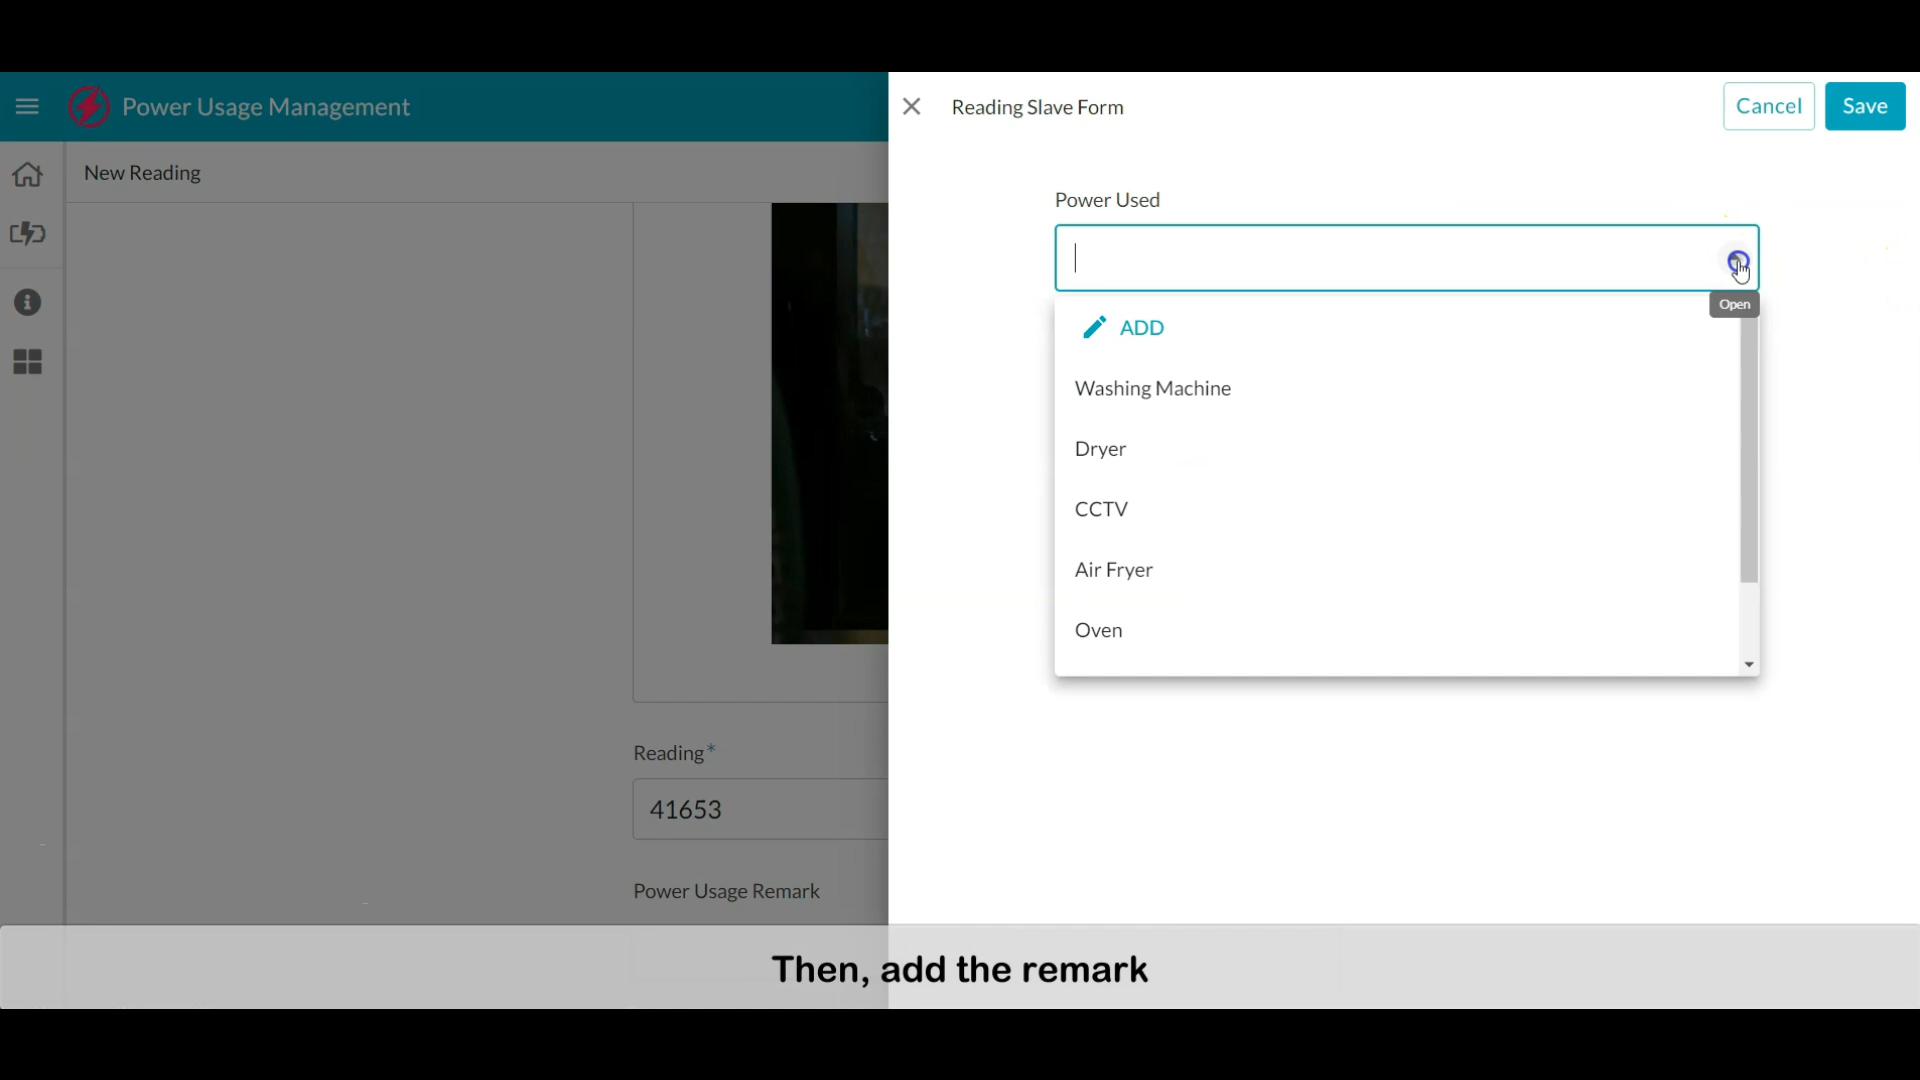 Power Usage Management
New Reading
Reading*
41653
Power Usage Remark
Reading Slave Form
Cancel
Save
Power Used
Open
ADD
Washing Machine
Dryer
CCTV
Air Fryer
Oven
Then, add the remark